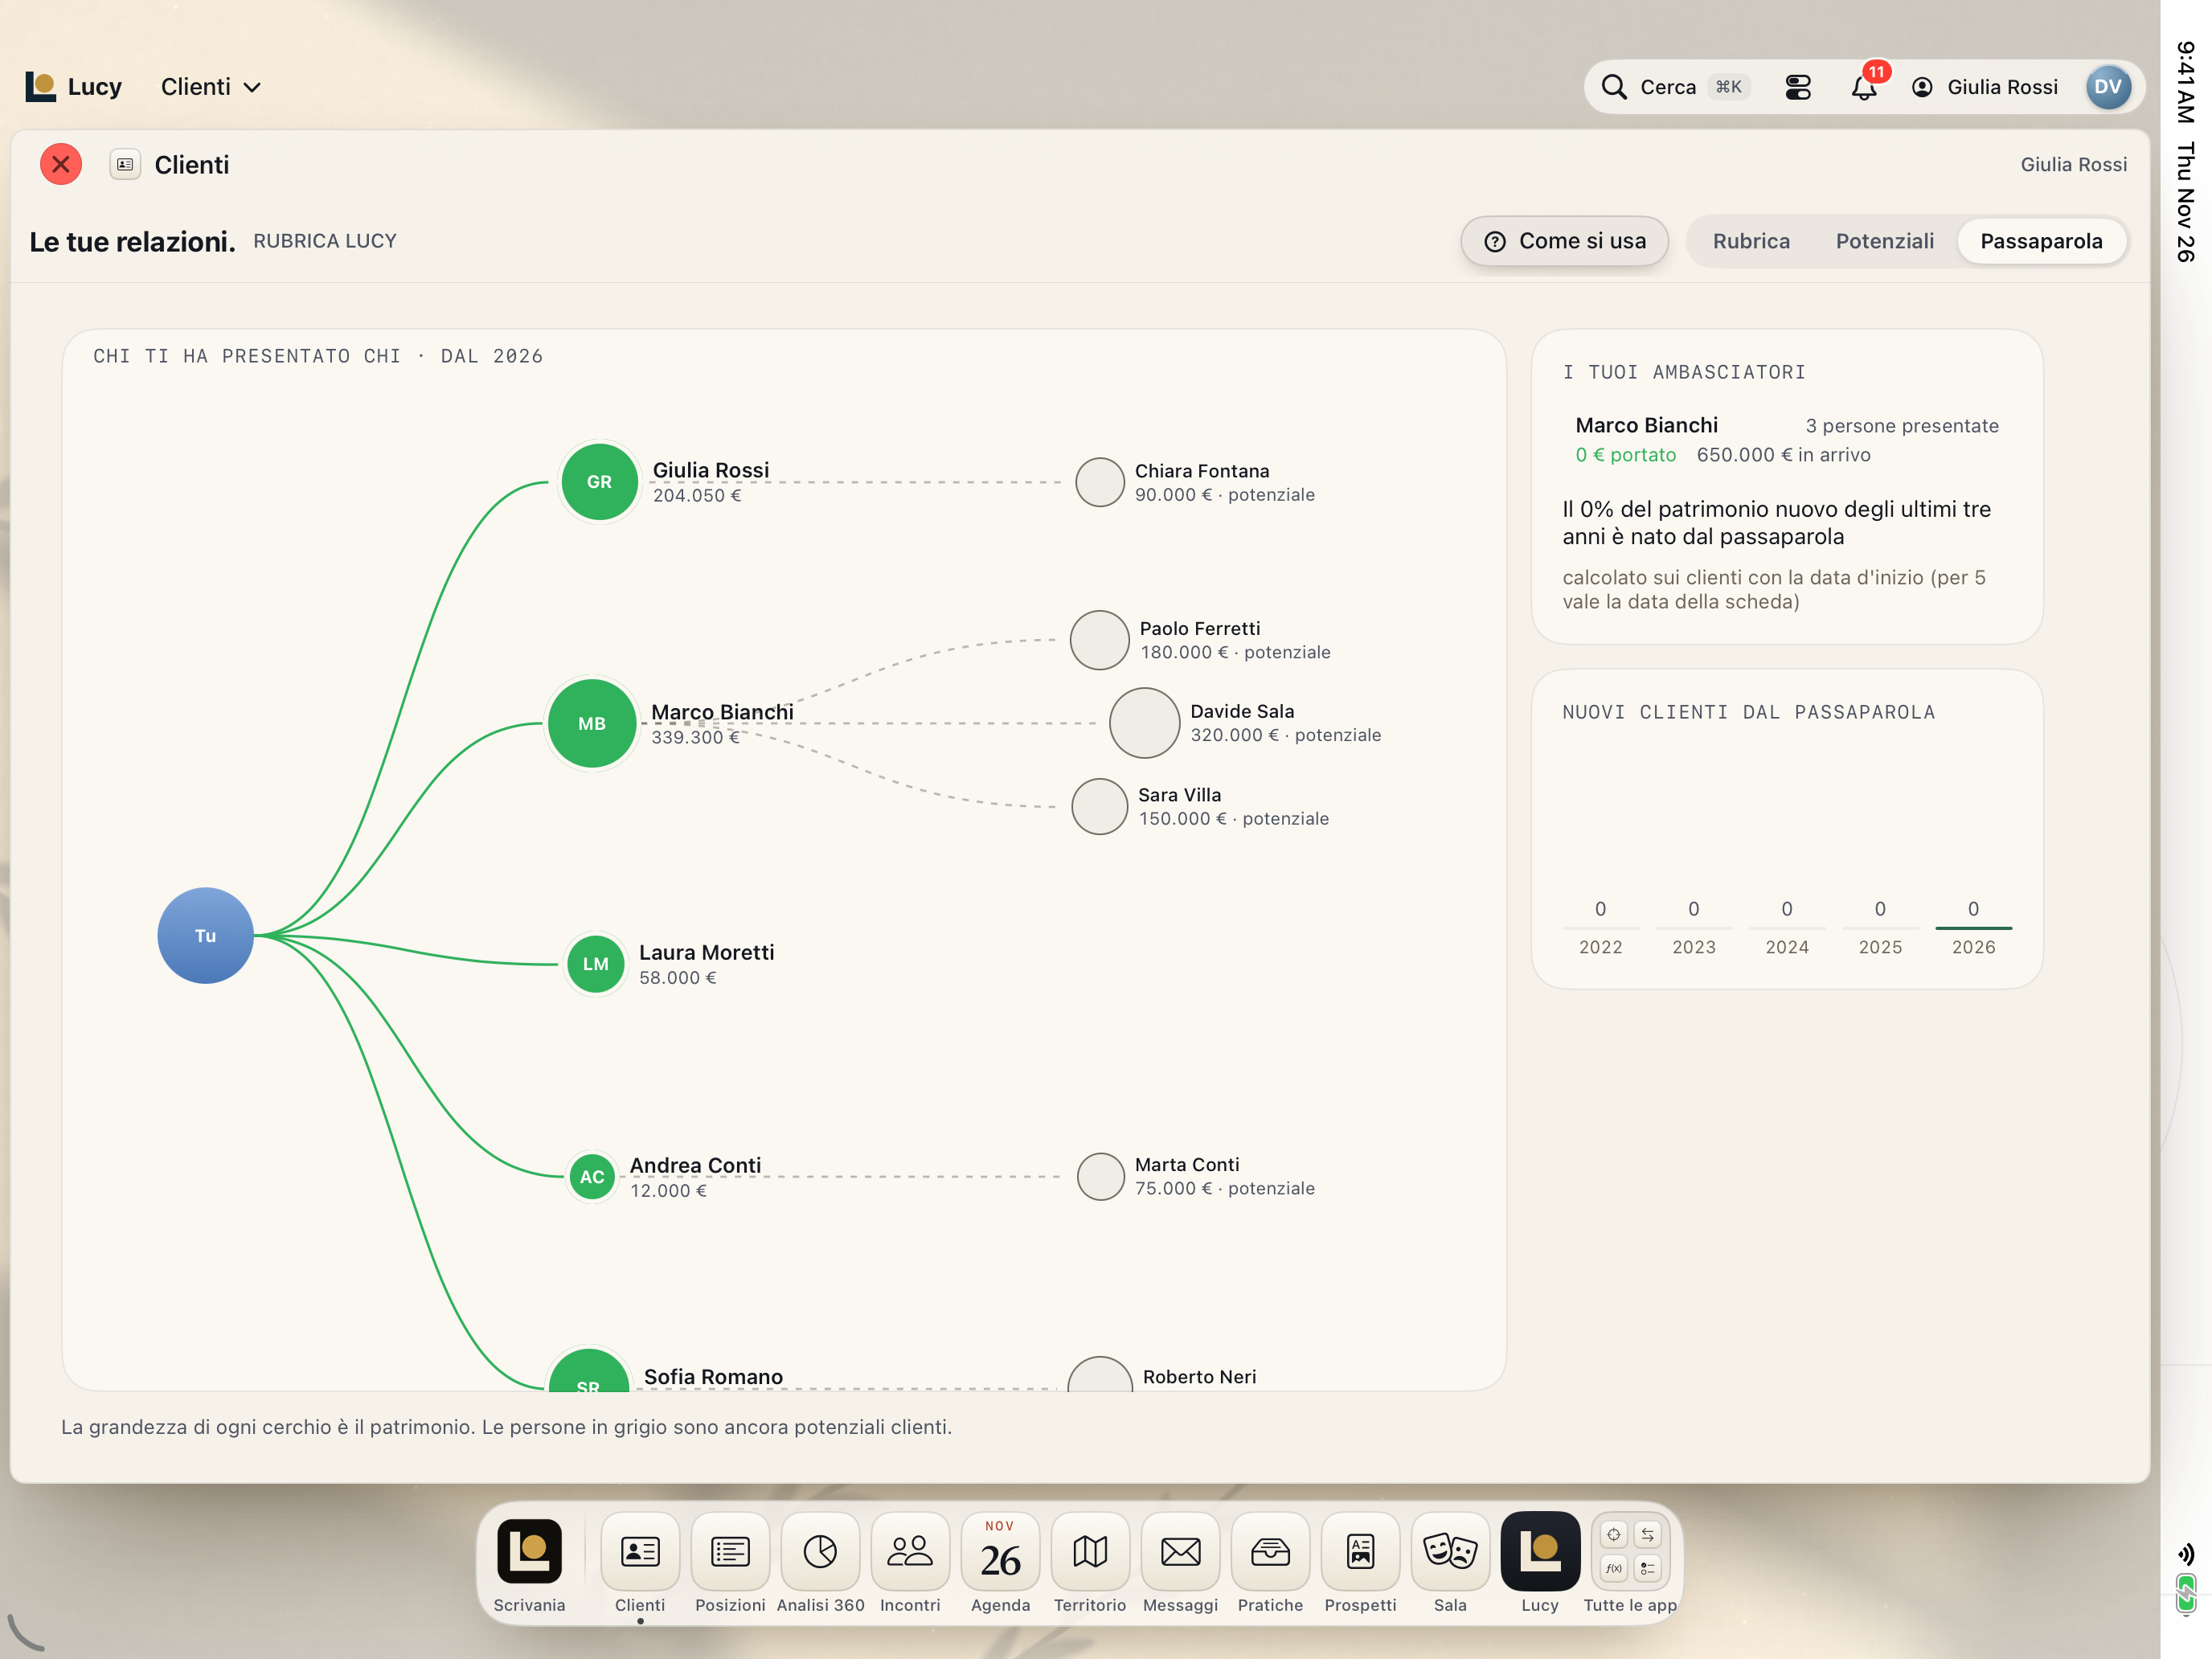 Lucy
Clienti
Cerca ⌘K
11
Giulia Rossi
DV
9:41 AM Thu Nov 26
Clienti
Giulia Rossi
Le tue relazioni.
RUBRICA LUCY
Come si usa
Rubrica
Potenziali
Passaparola
CHI TI HA PRESENTATO CHI · DAL 2026
Tu
GR
Giulia Rossi
204.050 €
Chiara Fontana
90.000 € · potenziale
MB
Marco Bianchi
339.300 €
Paolo Ferretti
180.000 € · potenziale
Davide Sala
320.000 € · potenziale
Sara Villa
150.000 € · potenziale
LM
Laura Moretti
58.000 €
AC
Andrea Conti
12.000 €
Marta Conti
75.000 € · potenziale
SR
Sofia Romano
Roberto Neri
La grandezza di ogni cerchio è il patrimonio. Le persone in grigio sono ancora potenziali clienti.
I TUOI AMBASCIATORI
Marco Bianchi
3 persone presentate
0 € portato 650.000 € in arrivo
Il 0% del patrimonio nuovo degli ultimi tre
anni è nato dal passaparola
calcolato sui clienti con la data d'inizio (per 5
vale la data della scheda)
NUOVI CLIENTI DAL PASSAPAROLA
0 0 0 0 0
2022 2023 2024 2025 2026
NOV
26
f(x)
Scrivania
Clienti
Posizioni
Analisi 360
Incontri
Agenda
Territorio
Messaggi
Pratiche
Prospetti
Sala
Lucy
Tutte le app